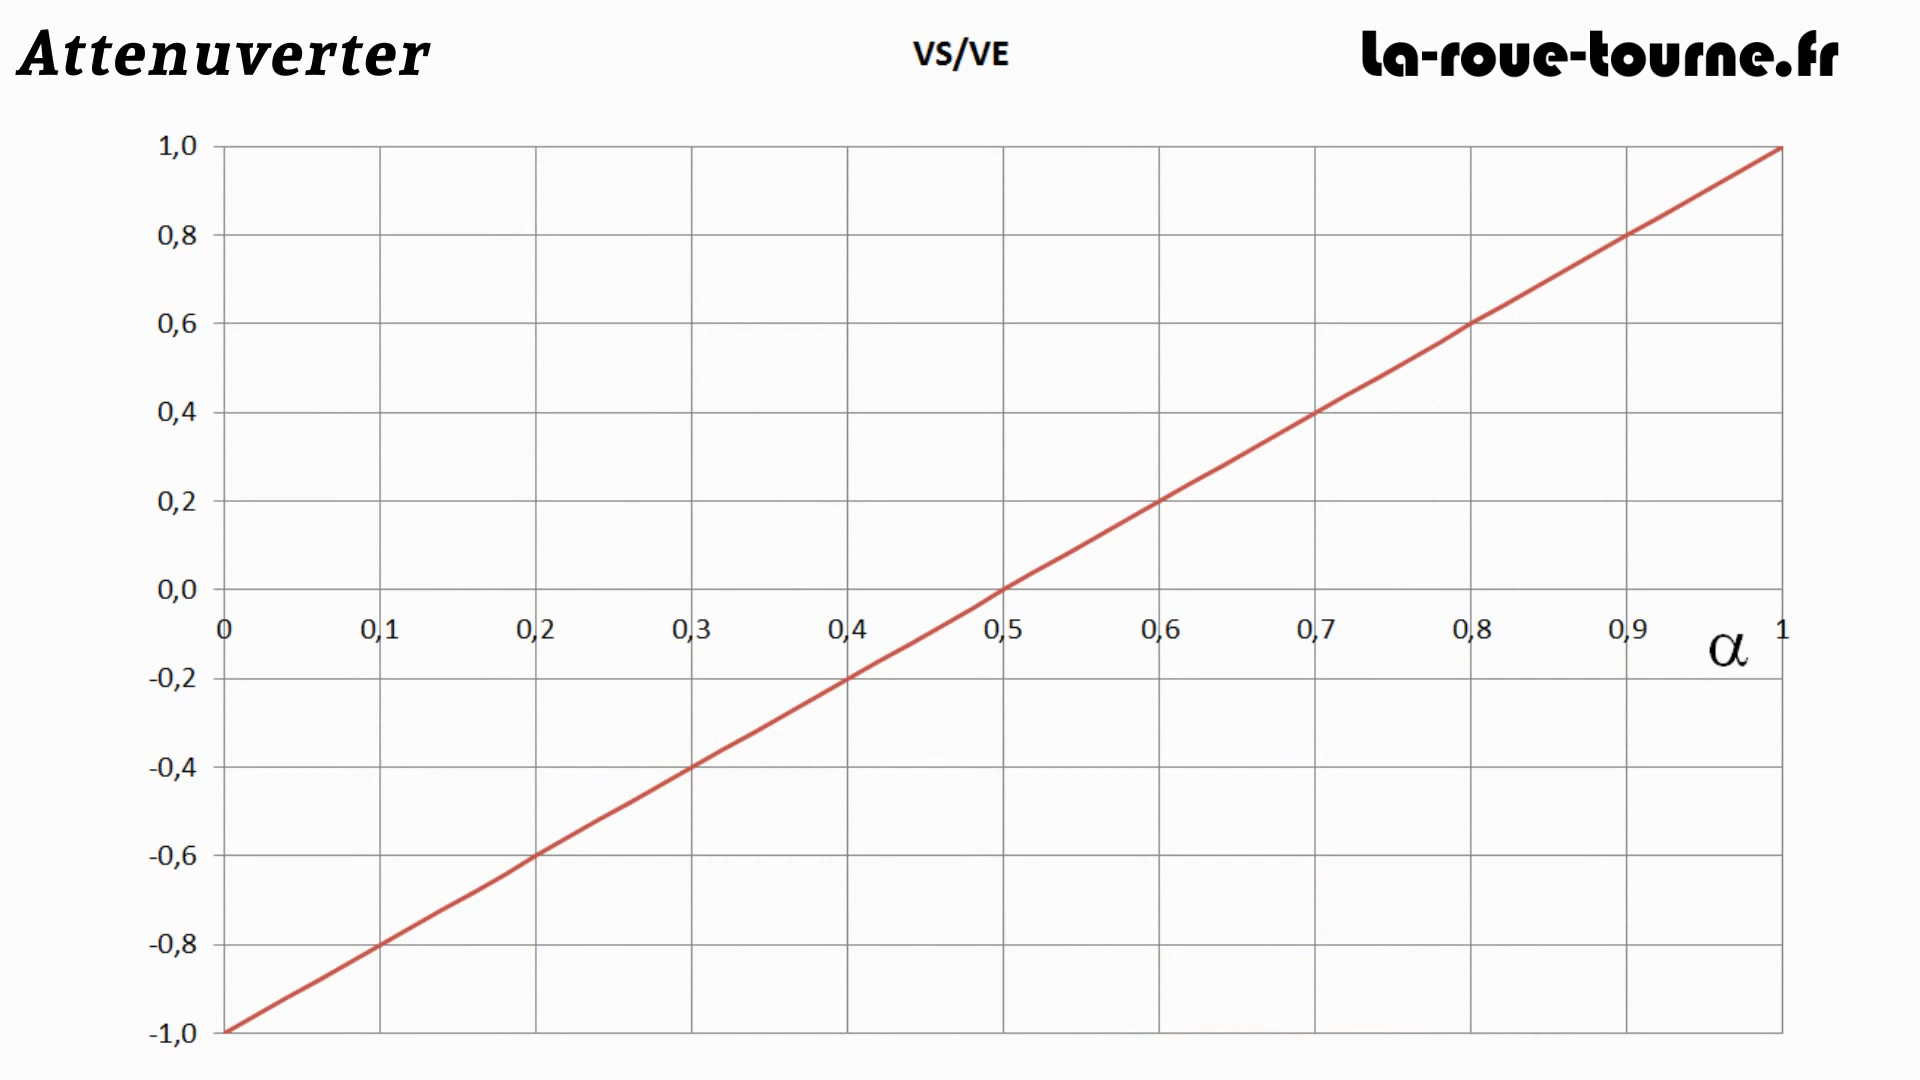 Attenuverter
VS/VE
La-roue-tourne.fr
1,0
0,8
0,6
0,4
0,2
0,0
0 0,1 0,2 0,3 0,4 0,5 0,6 0,7 0,8 0,9 1
α
-0,2
-0,4
-0,6
-0,8
-1,0